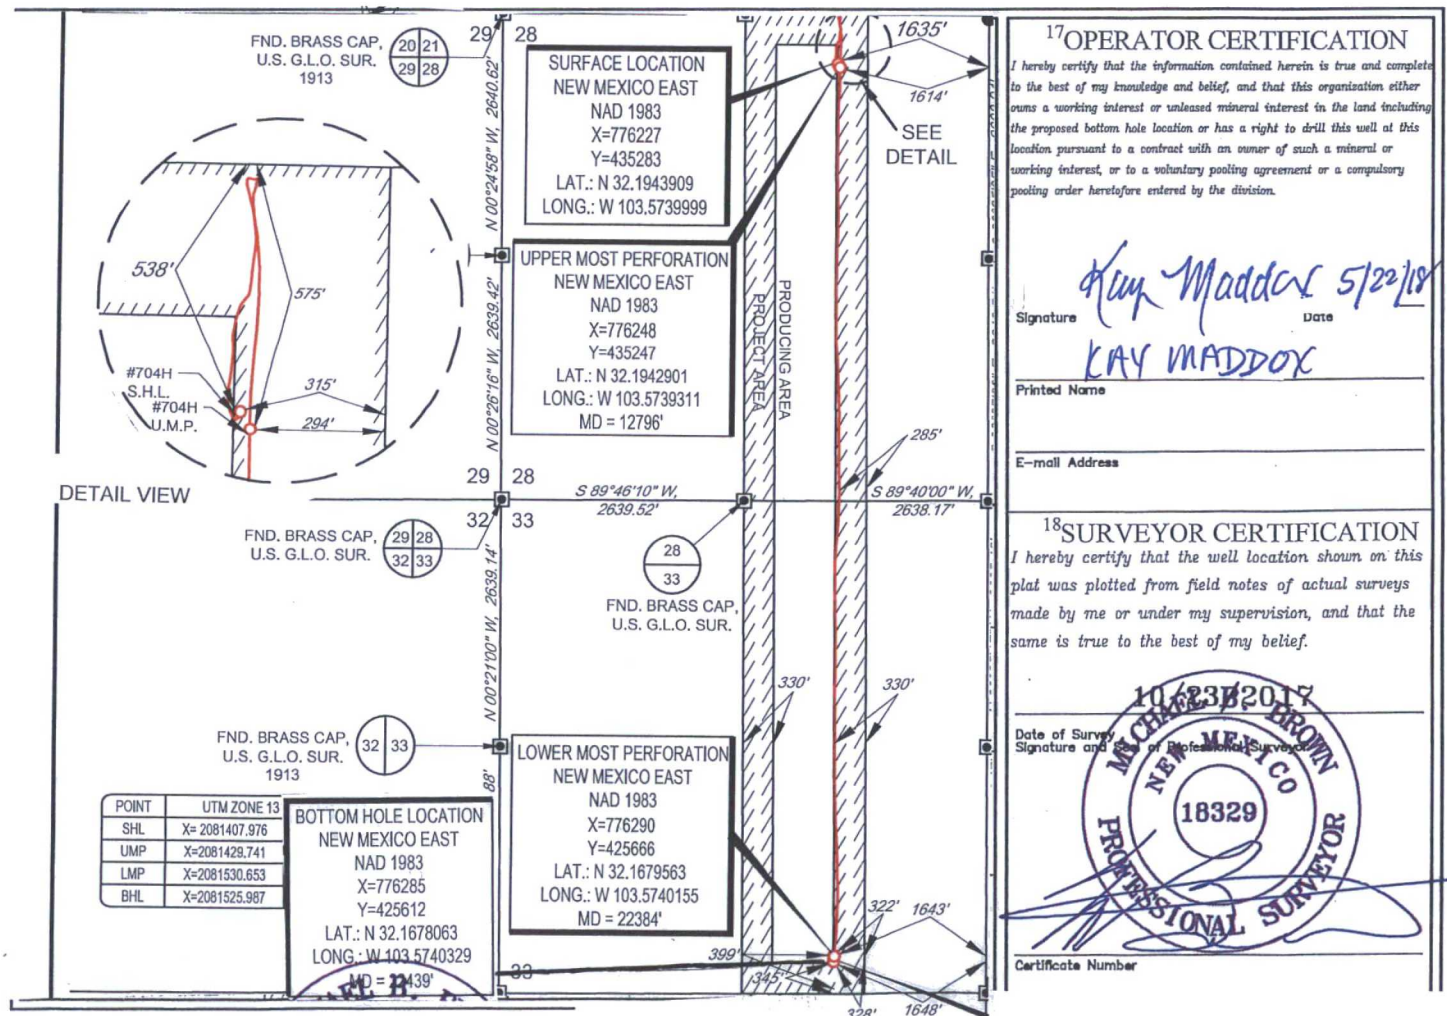 FND. BRASS CAP,
U.S. G.L.O. SUR.
1913
20 21
29 28
29 28
N 00°24'58" W, 2640.62'
SURFACE LOCATION
NEW MEXICO EAST
NAD 1983
X=776227
Y=435283
LAT.: N 32.1943909
LONG.: W 103.5739999
1635'
1614'
SEE
DETAIL
538'
575'
#704H
S.H.L.
#704H
U.M.P.
315'
294'
DETAIL VIEW
N 00°26'16" W, 2639.42'
UPPER MOST PERFORATION
NEW MEXICO EAST
NAD 1983
X=776248
Y=435247
LAT.: N 32.1942901
LONG.: W 103.5739311
MD = 12796'
PROJECT AREA
PRODUCING AREA
285'
29 28
S 89°46'10" W,
2639.52'
S 89°40'00" W,
2638.17'
32 33
FND. BRASS CAP,
U.S. G.L.O. SUR.
29 28
32 33
28
33
FND. BRASS CAP,
U.S. G.L.O. SUR.
N 00°21'00" W, 2639.14'
330'
330'
FND. BRASS CAP,
U.S. G.L.O. SUR.
1913
32 33
88'
LOWER MOST PERFORATION
NEW MEXICO EAST
NAD 1983
X=776290
Y=425666
LAT.: N 32.1679563
LONG.: W 103.5740155
MD = 22384'
POINT UTM ZONE 13
SHL X= 2081407.976
UMP X=2081429.741
LMP X=2081530.653
BHL X=2081525.987
BOTTOM HOLE LOCATION
NEW MEXICO EAST
NAD 1983
X=776285
Y=425612
LAT.: N 32.1678063
LONG.: W 103.5740329
MD = 22439'
33
322'
1643'
399'
345'
328'
1648'
17 OPERATOR CERTIFICATION
I hereby certify that the information contained herein is true and complete
to the best of my knowledge and belief, and that this organization either
owns a working interest or unleased mineral interest in the land including
the proposed bottom hole location or has a right to drill this well at this
location pursuant to a contract with an owner of such a mineral or
working interest, or to a voluntary pooling agreement or a compulsory
pooling order heretofore entered by the division.
Kay Maddox 5/22/18
Signature Date
KAY MADDOX
Printed Name
E-mail Address
18 SURVEYOR CERTIFICATION
I hereby certify that the well location shown on this
plat was plotted from field notes of actual surveys
made by me or under my supervision, and that the
same is true to the best of my belief.
10/23/2017
Date of Survey
Signature and Seal of Professional Surveyor
MICHAEL B. BROWN
NEW MEXICO
18329
PROFESSIONAL SURVEYOR
Certificate Number